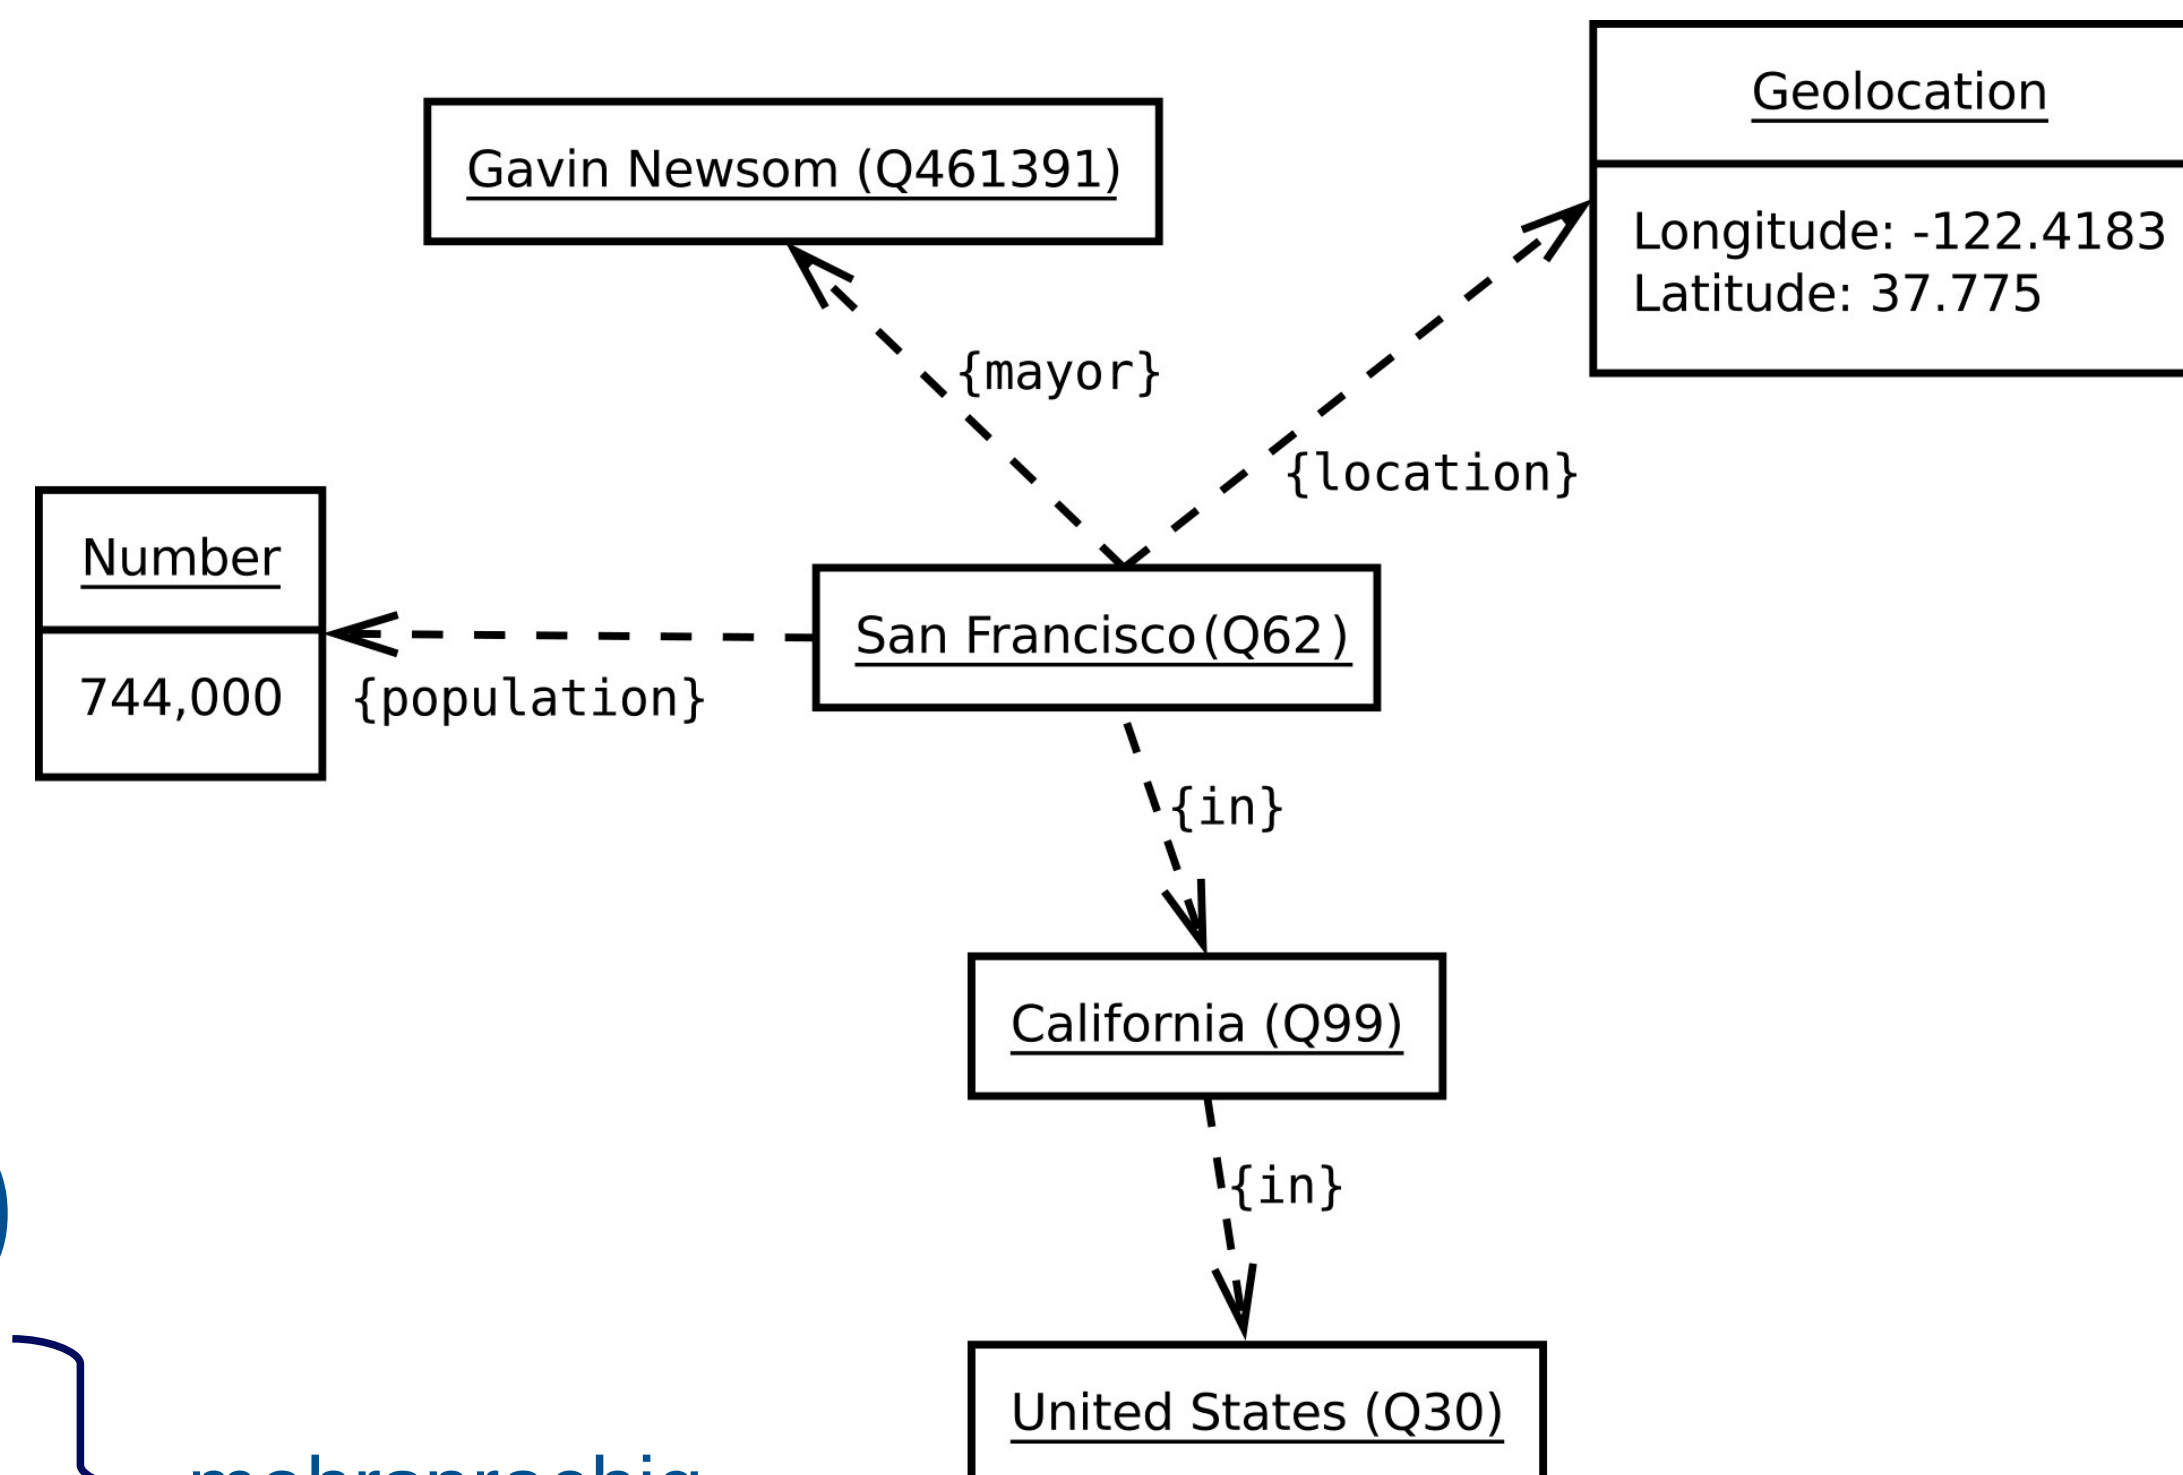 Geolocation
Gavin Newsom (Q461391)
Longitude: -122.4183
Latitude: 37.775
{mayor}
{location}
Number
San Francisco (Q62)
744,000
{population}
{in}
California (Q99)
{in}
United States (Q30)
mehrsprachig